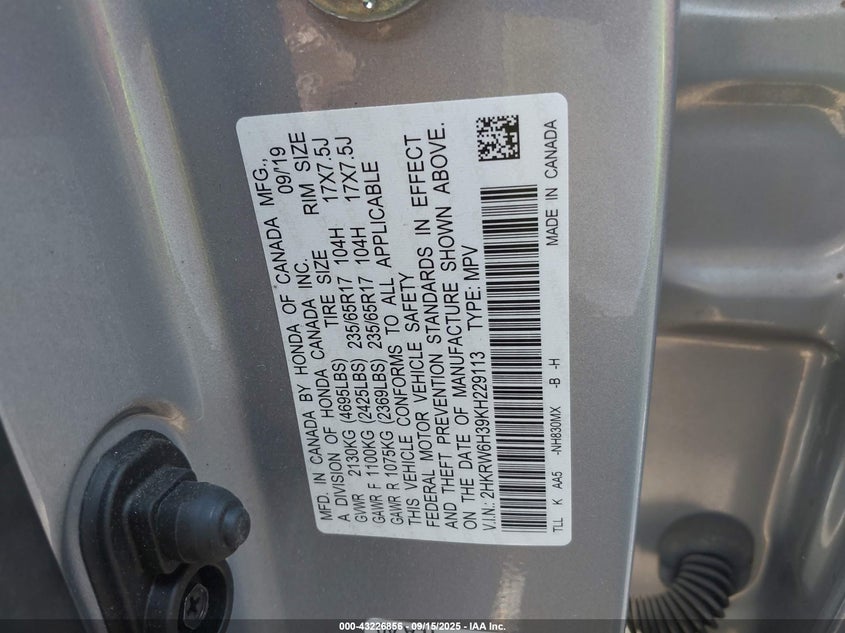 MFD. IN CANADA BY HONDA OF CANADA MFG.,
A DIVISION OF HONDA CANADA INC. 09/'19
TIRE SIZE RIM SIZE
GVWR 2130KG (4695LBS)
GAWR F 1100KG (2425LBS) 235/65R17 104H 17X7.5J
GAWR R 1075KG (2369LBS) 235/65R17 104H 17X7.5J
THIS VEHICLE CONFORMS TO ALL APPLICABLE
FEDERAL MOTOR VEHICLE SAFETY
AND THEFT PREVENTION STANDARDS IN EFFECT
ON THE DATE OF MANUFACTURE SHOWN ABOVE.
V.I.N.: 2HKRW6H39KH229113 TYPE: MPV
TLL K AA5 -NH830MX -B -H MADE IN CANADA
000-43226856 - 09/15/2025 - IAA Inc.